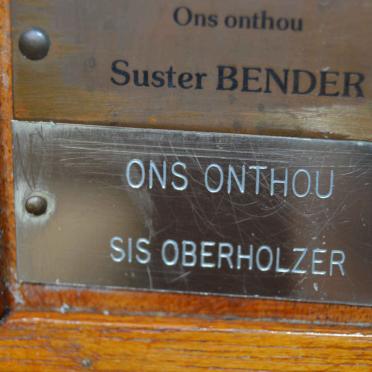 Ons onthou
Suster BENDER
ONS ONTHOU
SIS OBERHOLZER